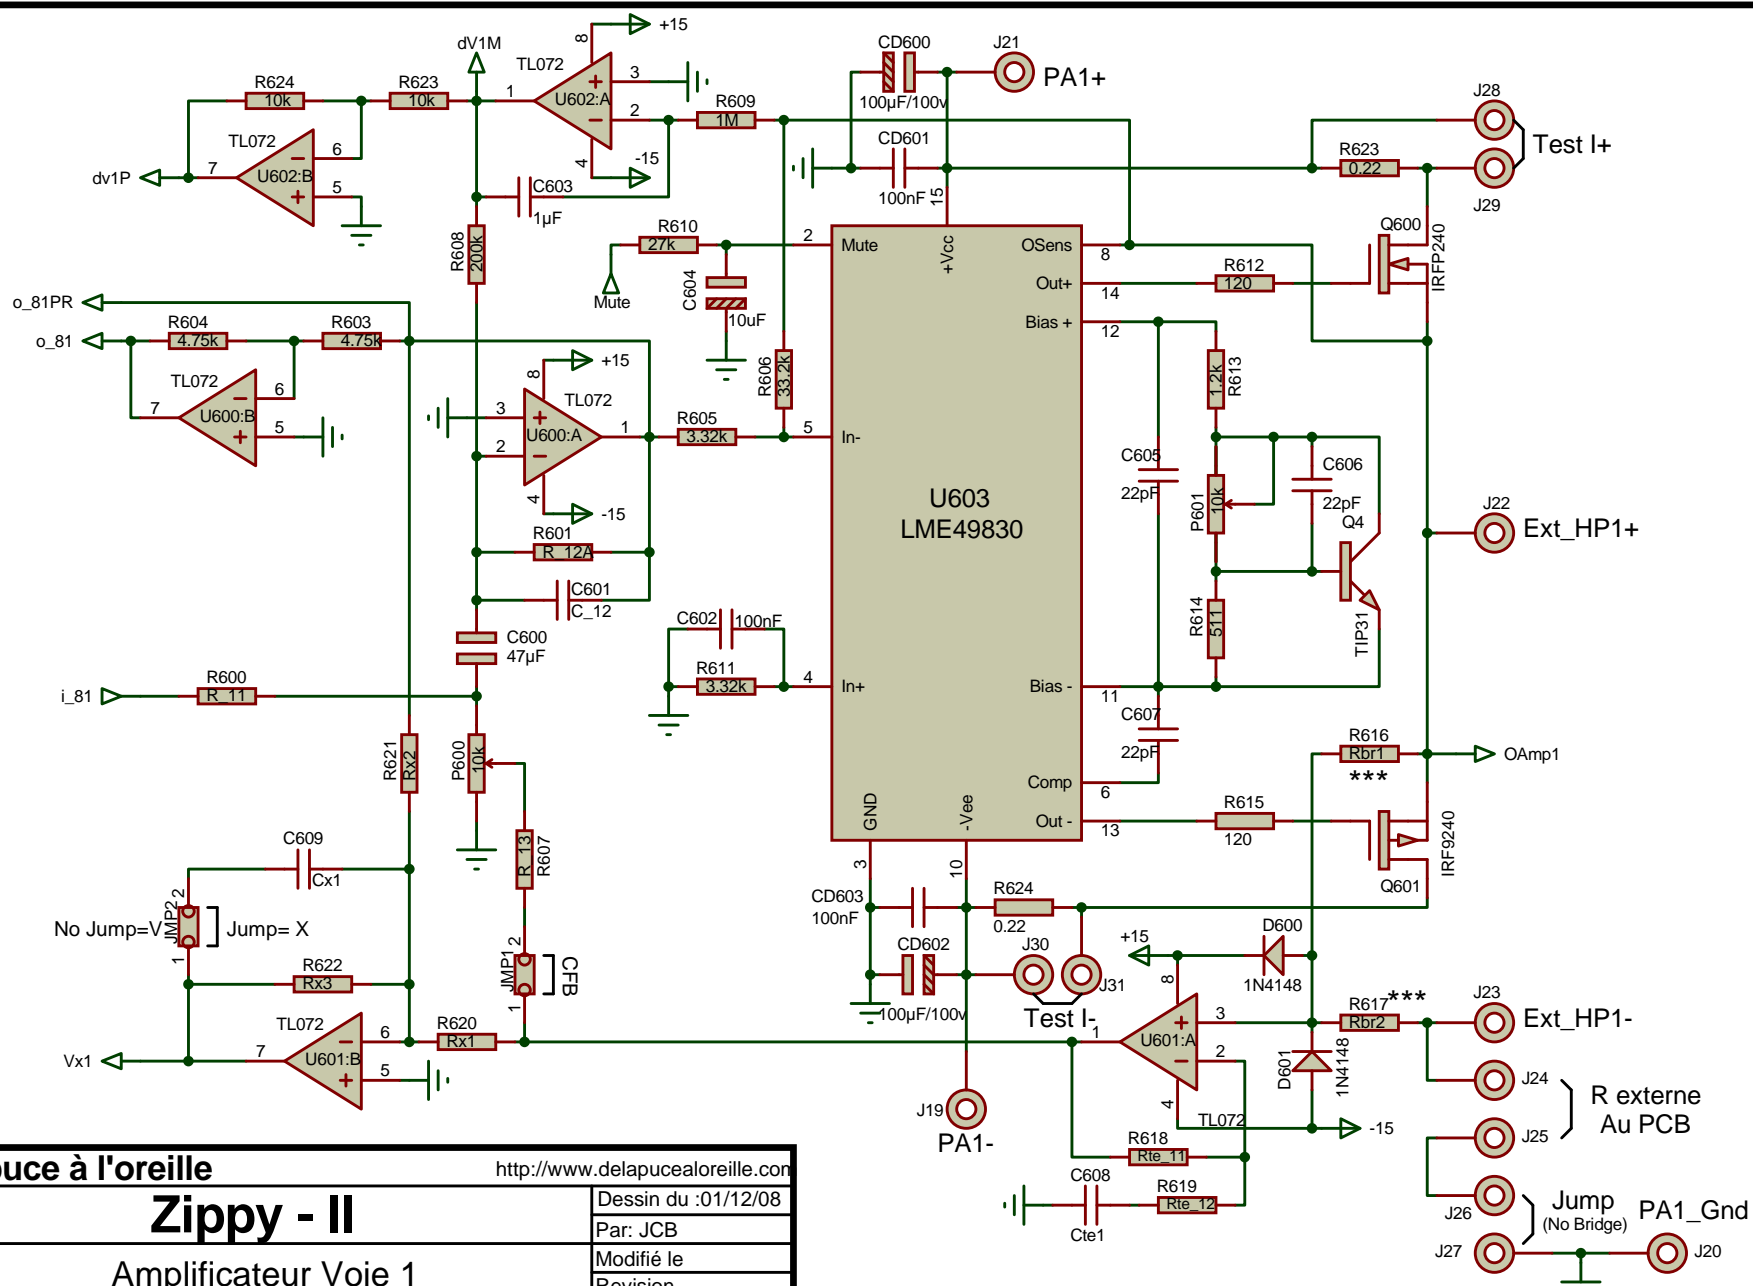 +15
dV1M
TL072
8
3
1
U602:A
2
4
-15
R624
10k
R623
10k
TL072
6
7
U602:B
5
dv1P
C603
1µF
R609
1M
CD600
100µF/100v
J21
PA1+
CD601
100nF
15
J28
R623
0.22
Test I+
J29
R608
200k
R610
27k
2
Mute
Mute
C604
10uF
+Vcc
OSens
8
Out+
14
Bias +
12
R612
120
Q600
IRFP240
o_81PR
o_81
R604
4.75k
R603
4.75k
TL072
6
7
U600:B
5
+15
8
TL072
3
1
U600:A
2
4
-15
R605
3.32k
R606
33.2k
5
In-
R613
1.2k
C605
22pF
P601
10k
C606
22pF
Q4
TIP31
R614
511
U603
LME49830
J22
Ext_HP1+
R601
R_12A
C601
C_12
C600
47µF
C602
100nF
R611
3.32k
4
In+
Bias -
11
C607
22pF
Comp
6
Out -
13
GND
3
-Vee
10
i_81
R600
R_11
R621
Rx2
P600
10k
R616
Rbr1
***
OAmp1
R615
120
Q601
IRF9240
C609
Cx1
R_13
R607
No Jump=V
JMP2
2
1
Jump= X
JMP1
2
1
CFB
R622
Rx3
TL072
6
7
U601:B
5
Vx1
R620
Rx1
CD603
100nF
CD602
100µF/100v
R624
0.22
J30
J31
Test I-
J19
PA1-
+15
D600
1N4148
8
3
1
U601:A
2
4
TL072
D601
1N4148
-15
R617
***
Rbr2
J23
Ext_HP1-
J24
R externe
Au PCB
J25
R618
Rte_11
C608
Cte1
R619
Rte_12
J26
Jump
(No Bridge)
J27
PA1_Gnd
J20
uce à l'oreille
http://www.delapucealoreille.com
Zippy - II
Dessin du :01/12/08
Par: JCB
Modifié le
Amplificateur Voie 1
Revision